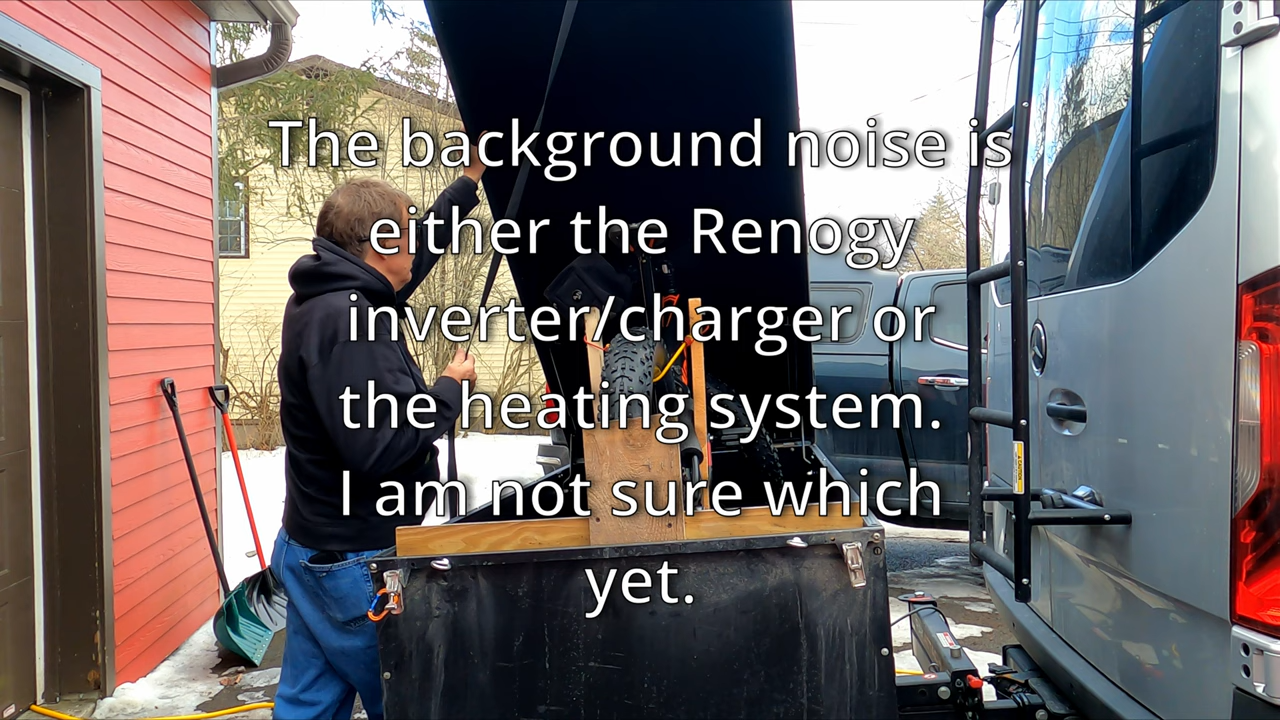 The background noise is
either the Renogy
inverter/charger or
the heating system.
I am not sure which
yet.